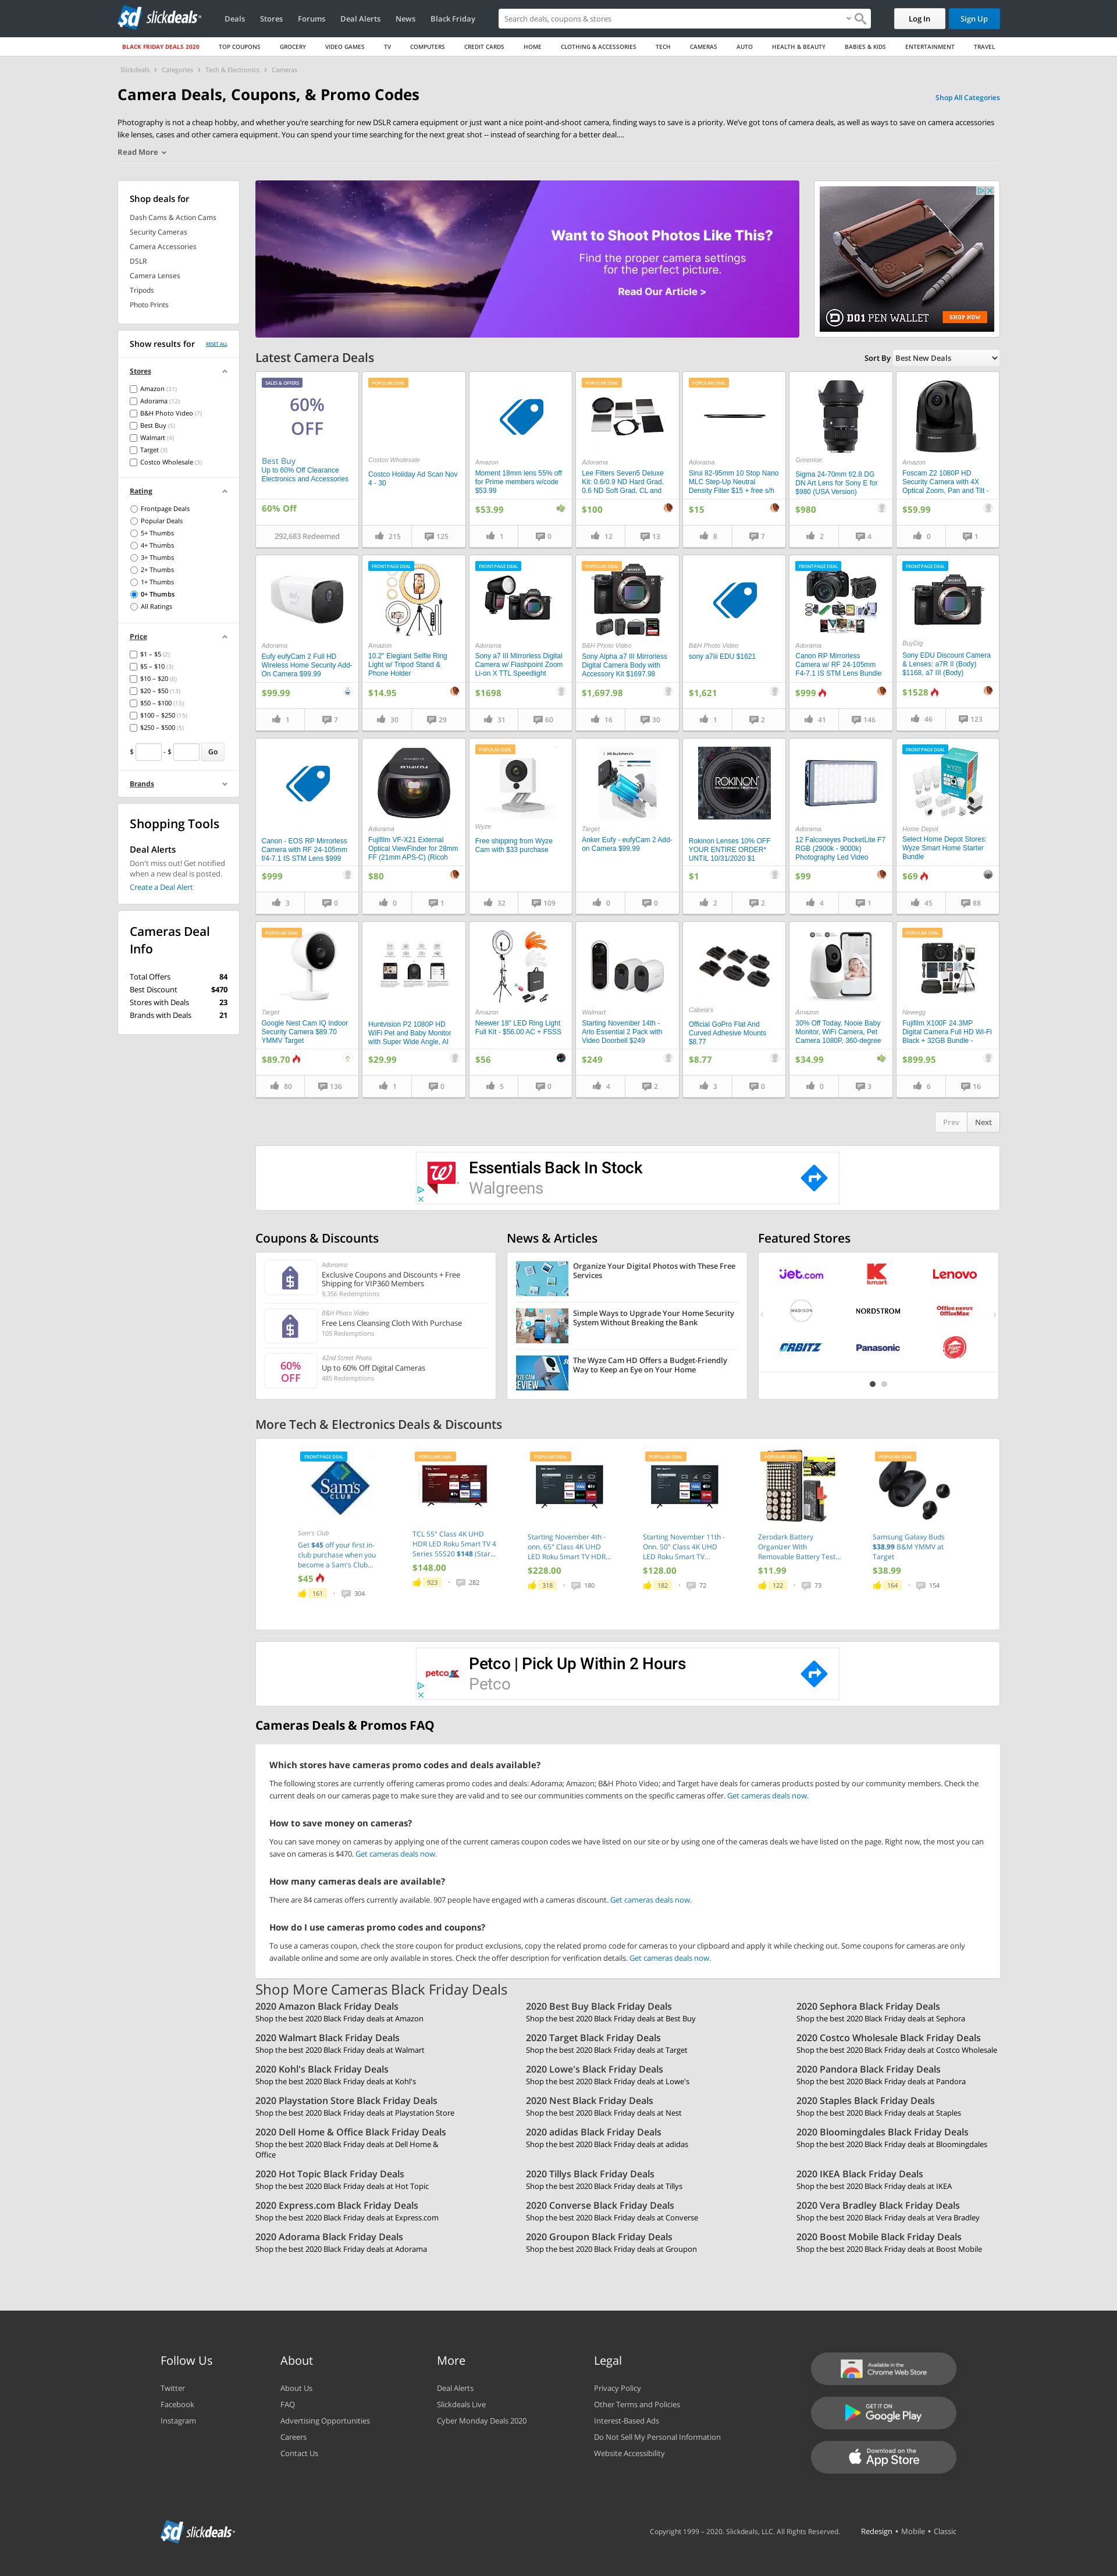 slickdeals
Deals
Stores
Forums
Deal Alerts
News
Black Friday
Search deals, coupons & stores
Log In
Sign Up
BLACK FRIDAY DEALS 2020
TOP COUPONS
GROCERY
VIDEO GAMES
TV
COMPUTERS
CREDIT CARDS
HOME
CLOTHING & ACCESSORIES
TECH
CAMERAS
AUTO
HEALTH & BEAUTY
BABIES & KIDS
ENTERTAINMENT
TRAVEL
Slickdeals > Categories > Tech & Electronics > Cameras
Camera Deals, Coupons, & Promo Codes
Shop All Categories
Photography is not a cheap hobby, and whether you're searching for new DSLR camera equipment or just want a nice point-and-shoot camera, finding ways to save is a priority. We've got tons of camera deals, as well as ways to save on camera accessories
like lenses, cases and other camera equipment. You can spend your time searching for the next great shot -- instead of searching for a better deal....
Read More
Shop deals for
Dash Cams & Action Cams
Security Cameras
Camera Accessories
DSLR
Camera Lenses
Tripods
Photo Prints
Show results for
RESET ALL
Stores
Amazon (31)
Adorama (12)
B&H Photo Video (7)
Best Buy (5)
Walmart (4)
Target (3)
Costco Wholesale (3)
Rating
Frontpage Deals
Popular Deals
5+ Thumbs
4+ Thumbs
3+ Thumbs
2+ Thumbs
1+ Thumbs
0+ Thumbs
All Ratings
Price
$1 – $5 (2)
$5 – $10 (3)
$10 – $20 (6)
$20 – $50 (13)
$50 – $100 (15)
$100 – $250 (15)
$250 – $500 (5)
$ - $ Go
Brands
Shopping Tools
Deal Alerts
Don't miss out! Get notified
when a new deal is posted.
Create a Deal Alert
Cameras Deal
Info
Total Offers 84
Best Discount $470
Stores with Deals 23
Brands with Deals 21
Want to Shoot Photos Like This?
Find the proper camera settings
for the perfect picture.
Read Our Article >
D01 PEN WALLET
SHOP NOW
Latest Camera Deals
Sort By Best New Deals
SALES & OFFERS
60%
OFF
Best Buy
Up to 60% Off Clearance
Electronics and Accessories
60% Off
292,683 Redeemed
POPULAR DEAL
Costco Wholesale
Costco Holiday Ad Scan Nov
4 - 30
215
125
Amazon
Moment 18mm lens 55% off
for Prime members w/code
$53.99
$53.99
1
0
POPULAR DEAL
Adorama
Lee Filters Seven5 Deluxe
Kit: 0.6/0.9 ND Hard Grad,
0.6 ND Soft Grad, CL and
$100
12
13
POPULAR DEAL
Adorama
Sirui 82-95mm 10 Stop Nano
MLC Step-Up Neutral
Density Filter $15 + free s/h
$15
8
7
Greentoe
Sigma 24-70mm f/2.8 DG
DN Art Lens for Sony E for
$980 (USA Version)
$980
2
4
Amazon
Foscam Z2 1080P HD
Security Camera with 4X
Optical Zoom, Pan and Tilt -
$59.99
0
1
Adorama
Eufy eufyCam 2 Full HD
Wireless Home Security Add-
On Camera $99.99
$99.99
1
7
FRONTPAGE DEAL
Amazon
10.2" Elegiant Selfie Ring
Light w/ Tripod Stand &
Phone Holder
$14.95
30
29
FRONTPAGE DEAL
Adorama
Sony a7 III Mirrorless Digital
Camera w/ Flashpoint Zoom
Li-on X TTL Speedlight
$1698
31
60
POPULAR DEAL
B&H Photo Video
Sony Alpha a7 III Mirrorless
Digital Camera Body with
Accessory Kit $1697.98
$1,697.98
16
30
B&H Photo Video
sony a7iii EDU $1621
$1,621
1
2
FRONTPAGE DEAL
Adorama
Canon RP Mirrorless
Camera w/ RF 24-105mm
F4-7.1 IS STM Lens Bundle
$999
41
146
FRONTPAGE DEAL
BuyDig
Sony EDU Discount Camera
& Lenses: a7R II (Body)
$1168, a7 III (Body)
$1528
46
123
Canon - EOS RP Mirrorless
Camera with RF 24-105mm
f/4-7.1 IS STM Lens $999
$999
3
0
Adorama
Fujifilm VF-X21 External
Optical ViewFinder for 28mm
FF (21mm APS-C) (Ricoh
$80
0
1
POPULAR DEAL
Wyze
Free shipping from Wyze
Cam with $33 purchase
32
109
Target
Anker Eufy - eufyCam 2 Add-
on Camera $99.99
0
0
ROKINON
Rokinon Lenses 10% OFF
YOUR ENTIRE ORDER*
UNTIL 10/31/2020 $1
$1
2
2
Adorama
12 Falconeyes PocketLite F7
RGB (2900k - 9000k)
Photography Led Video
$99
4
1
FRONTPAGE DEAL
Home Depot
Select Home Depot Stores:
Wyze Smart Home Starter
Bundle
$69
45
88
POPULAR DEAL
Target
Google Nest Cam IQ Indoor
Security Camera $89.70
YMMV Target
$89.70
80
136
Huntvision P2 1080P HD
WiFi Pet and Baby Monitor
with Super Wide Angle, AI
$29.99
1
0
Amazon
Neewer 18" LED Ring Light
Full Kit - $56.00 AC + FSSS
$56
5
0
Walmart
Starting November 14th -
Arlo Essential 2 Pack with
Video Doorbell $249
$249
4
2
Cabela's
Official GoPro Flat And
Curved Adhesive Mounts
$8.77
$8.77
3
0
Amazon
30% Off Today, Nooie Baby
Monitor, WiFi Camera, Pet
Camera 1080P, 360-degree
$34.99
0
3
POPULAR DEAL
Newegg
Fujifilm X100F 24.3MP
Digital Camera Full HD Wi-Fi
Black + 32GB Bundle -
$899.95
6
16
Prev
Next
Essentials Back In Stock
Walgreens
Coupons & Discounts
Adorama
Exclusive Coupons and Discounts + Free
Shipping for VIP360 Members
9,356 Redemptions
B&H Photo Video
Free Lens Cleansing Cloth With Purchase
105 Redemptions
60%
OFF
42nd Street Photo
Up to 60% Off Digital Cameras
485 Redemptions
News & Articles
Organize Your Digital Photos with These Free
Services
Simple Ways to Upgrade Your Home Security
System Without Breaking the Bank
The Wyze Cam HD Offers a Budget-Friendly
Way to Keep an Eye on Your Home
Featured Stores
Jet.com
kmart
Lenovo
MADISON
NORDSTROM
Office DEPOT
OfficeMax
ORBITZ
Panasonic
More Tech & Electronics Deals & Discounts
FRONTPAGE DEAL
Sam's CLUB
Sam's Club
Get $45 off your first in-
club purchase when you
become a Sam's Club...
$45
161
304
POPULAR DEAL
TCL 55" Class 4K UHD
HDR LED Roku Smart TV 4
Series 55S20 $148 (Star...
$148.00
923
282
POPULAR DEAL
Starting November 4th -
onn. 65" Class 4K UHD
LED Roku Smart TV HDR...
$228.00
318
180
POPULAR DEAL
Starting November 11th -
Onn. 50" Class 4K UHD
LED Roku Smart TV...
$128.00
182
72
POPULAR DEAL
Zerodark Battery
Organizer With
Removable Battery Test...
$11.99
122
73
POPULAR DEAL
Samsung Galaxy Buds
$38.99 B&M YMMV at
Target
$38.99
164
154
petco
Petco | Pick Up Within 2 Hours
Petco
Cameras Deals & Promos FAQ
Which stores have cameras promo codes and deals available?
The following stores are currently offering cameras promo codes and deals: Adorama; Amazon; B&H Photo Video; and Target have deals for cameras products posted by our community members. Check the
current deals on our cameras page to make sure they are valid and to see our communities comments on the specific cameras offer. Get cameras deals now.
How to save money on cameras?
You can save money on cameras by applying one of the current cameras coupon codes we have listed on our site or by using one of the cameras deals we have listed on the page. Right now, the most you can
save on cameras is $470. Get cameras deals now.
How many cameras deals are available?
There are 84 cameras offers currently available. 907 people have engaged with a cameras discount. Get cameras deals now.
How do I use cameras promo codes and coupons?
To use a cameras coupon, check the store coupon for product exclusions, copy the related promo code for cameras to your clipboard and apply it while checking out. Some coupons for cameras are only
available online and some are only available in stores. Check the offer description for verification details. Get cameras deals now.
Shop More Cameras Black Friday Deals
2020 Amazon Black Friday Deals
Shop the best 2020 Black Friday deals at Amazon
2020 Best Buy Black Friday Deals
Shop the best 2020 Black Friday deals at Best Buy
2020 Sephora Black Friday Deals
Shop the best 2020 Black Friday deals at Sephora
2020 Walmart Black Friday Deals
Shop the best 2020 Black Friday deals at Walmart
2020 Target Black Friday Deals
Shop the best 2020 Black Friday deals at Target
2020 Costco Wholesale Black Friday Deals
Shop the best 2020 Black Friday deals at Costco Wholesale
2020 Kohl's Black Friday Deals
Shop the best 2020 Black Friday deals at Kohl's
2020 Lowe's Black Friday Deals
Shop the best 2020 Black Friday deals at Lowe's
2020 Pandora Black Friday Deals
Shop the best 2020 Black Friday deals at Pandora
2020 Playstation Store Black Friday Deals
Shop the best 2020 Black Friday deals at Playstation Store
2020 Nest Black Friday Deals
Shop the best 2020 Black Friday deals at Nest
2020 Staples Black Friday Deals
Shop the best 2020 Black Friday deals at Staples
2020 Dell Home & Office Black Friday Deals
Shop the best 2020 Black Friday deals at Dell Home &
Office
2020 adidas Black Friday Deals
Shop the best 2020 Black Friday deals at adidas
2020 Bloomingdales Black Friday Deals
Shop the best 2020 Black Friday deals at Bloomingdales
2020 Hot Topic Black Friday Deals
Shop the best 2020 Black Friday deals at Hot Topic
2020 Tillys Black Friday Deals
Shop the best 2020 Black Friday deals at Tillys
2020 IKEA Black Friday Deals
Shop the best 2020 Black Friday deals at IKEA
2020 Express.com Black Friday Deals
Shop the best 2020 Black Friday deals at Express.com
2020 Converse Black Friday Deals
Shop the best 2020 Black Friday deals at Converse
2020 Vera Bradley Black Friday Deals
Shop the best 2020 Black Friday deals at Vera Bradley
2020 Adorama Black Friday Deals
Shop the best 2020 Black Friday deals at Adorama
2020 Groupon Black Friday Deals
Shop the best 2020 Black Friday deals at Groupon
2020 Boost Mobile Black Friday Deals
Shop the best 2020 Black Friday deals at Boost Mobile
Follow Us
Twitter
Facebook
Instagram
About
About Us
FAQ
Advertising Opportunities
Careers
Contact Us
More
Deal Alerts
Slickdeals Live
Cyber Monday Deals 2020
Legal
Privacy Policy
Other Terms and Policies
Interest-Based Ads
Do Not Sell My Personal Information
Website Accessibility
Available in the
Chrome Web Store
GET IT ON
Google Play
Download on the
App Store
slickdeals
Copyright 1999 – 2020. Slickdeals, LLC. All Rights Reserved.
Redesign • Mobile • Classic